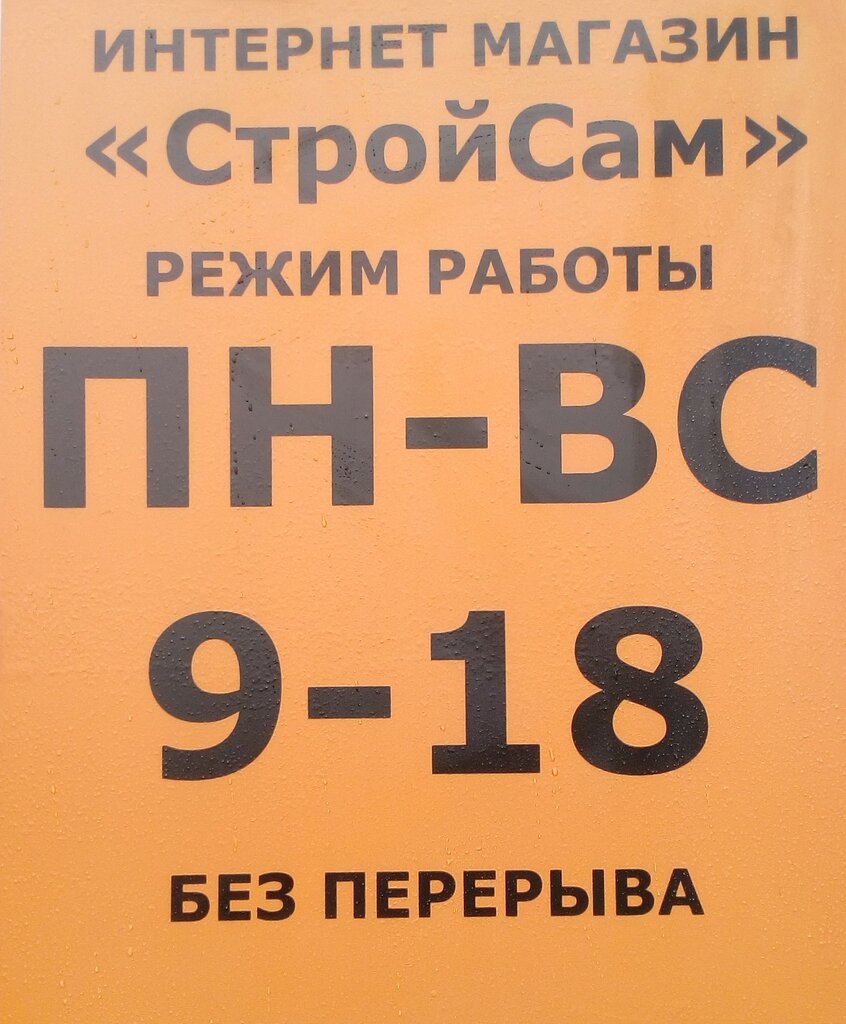 ИНТЕРНЕТ МАГАЗИН
«СтройСам»
РЕЖИМ РАБОТЫ
ПН-ВС
9-18
БЕЗ ПЕРЕРЫВА